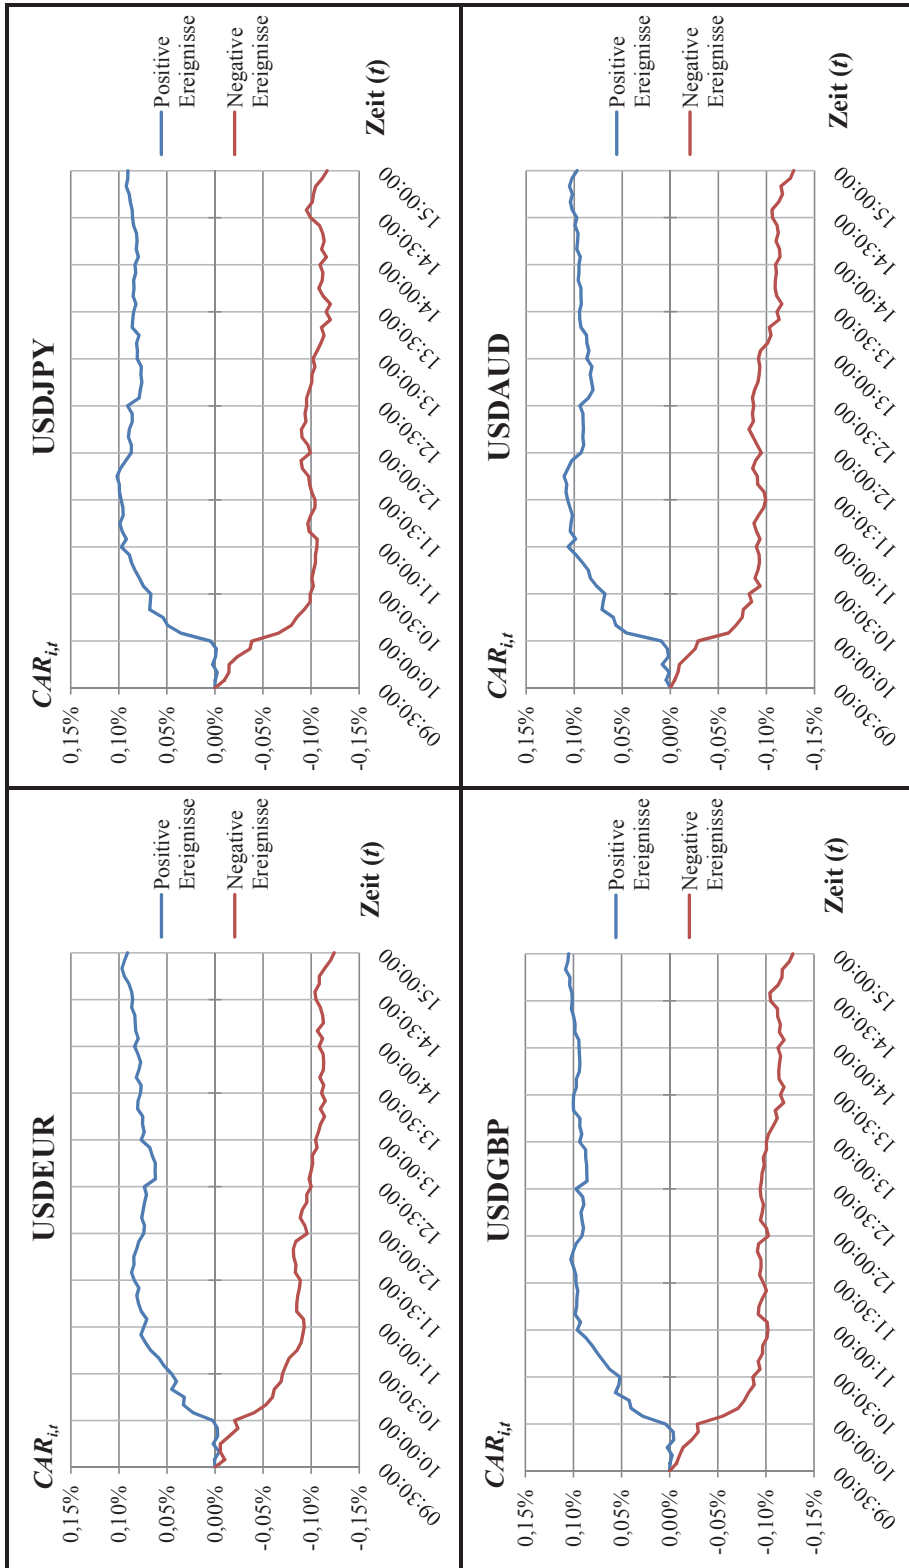 USDEUR
CARi,t
0,15%
0,10%
0,05%
0,00%
-0,05%
-0,10%
-0,15%
09:30:00
10:00:00
10:30:00
11:00:00
11:30:00
12:00:00
12:30:00
13:00:00
13:30:00
14:00:00
14:30:00
15:00:00
Positive
Ereignisse
Negative
Ereignisse
Zeit (t)
USDJPY
CARi,t
0,15%
0,10%
0,05%
0,00%
-0,05%
-0,10%
-0,15%
09:30:00
10:00:00
10:30:00
11:00:00
11:30:00
12:00:00
12:30:00
13:00:00
13:30:00
14:00:00
14:30:00
15:00:00
Positive
Ereignisse
Negative
Ereignisse
Zeit (t)
USDGBP
CARi,t
0,15%
0,10%
0,05%
0,00%
-0,05%
-0,10%
-0,15%
09:30:00
10:00:00
10:30:00
11:00:00
11:30:00
12:00:00
12:30:00
13:00:00
13:30:00
14:00:00
14:30:00
15:00:00
Positive
Ereignisse
Negative
Ereignisse
Zeit (t)
USDAUD
CARi,t
0,15%
0,10%
0,05%
0,00%
-0,05%
-0,10%
-0,15%
09:30:00
10:00:00
10:30:00
11:00:00
11:30:00
12:00:00
12:30:00
13:00:00
13:30:00
14:00:00
14:30:00
15:00:00
Positive
Ereignisse
Negative
Ereignisse
Zeit (t)